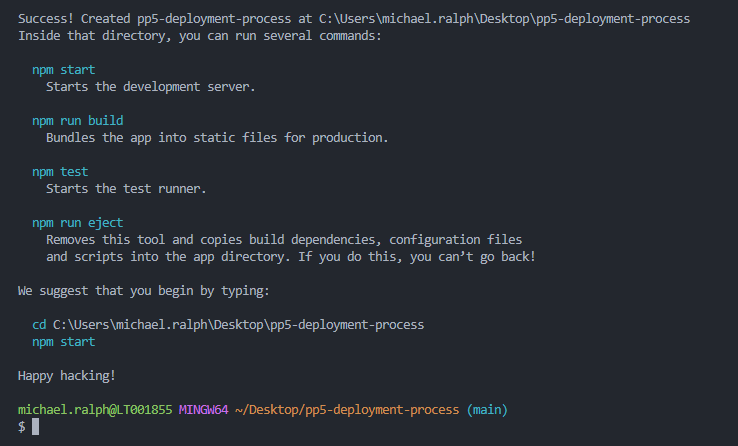 Success! Created pp5-deployment-process at C:\Users\michael.ralph\Desktop\pp5-deployment-process
Inside that directory, you can run several commands:
npm start
Starts the development server.
npm run build
Bundles the app into static files for production.
npm test
Starts the test runner.
npm run eject
Removes this tool and copies build dependencies, configuration files
and scripts into the app directory. If you do this, you can’t go back!
We suggest that you begin by typing:
cd C:\Users\michael.ralph\Desktop\pp5-deployment-process
npm start
Happy hacking!
michael.ralph@LT001855 MINGW64 ~/Desktop/pp5-deployment-process (main)
$